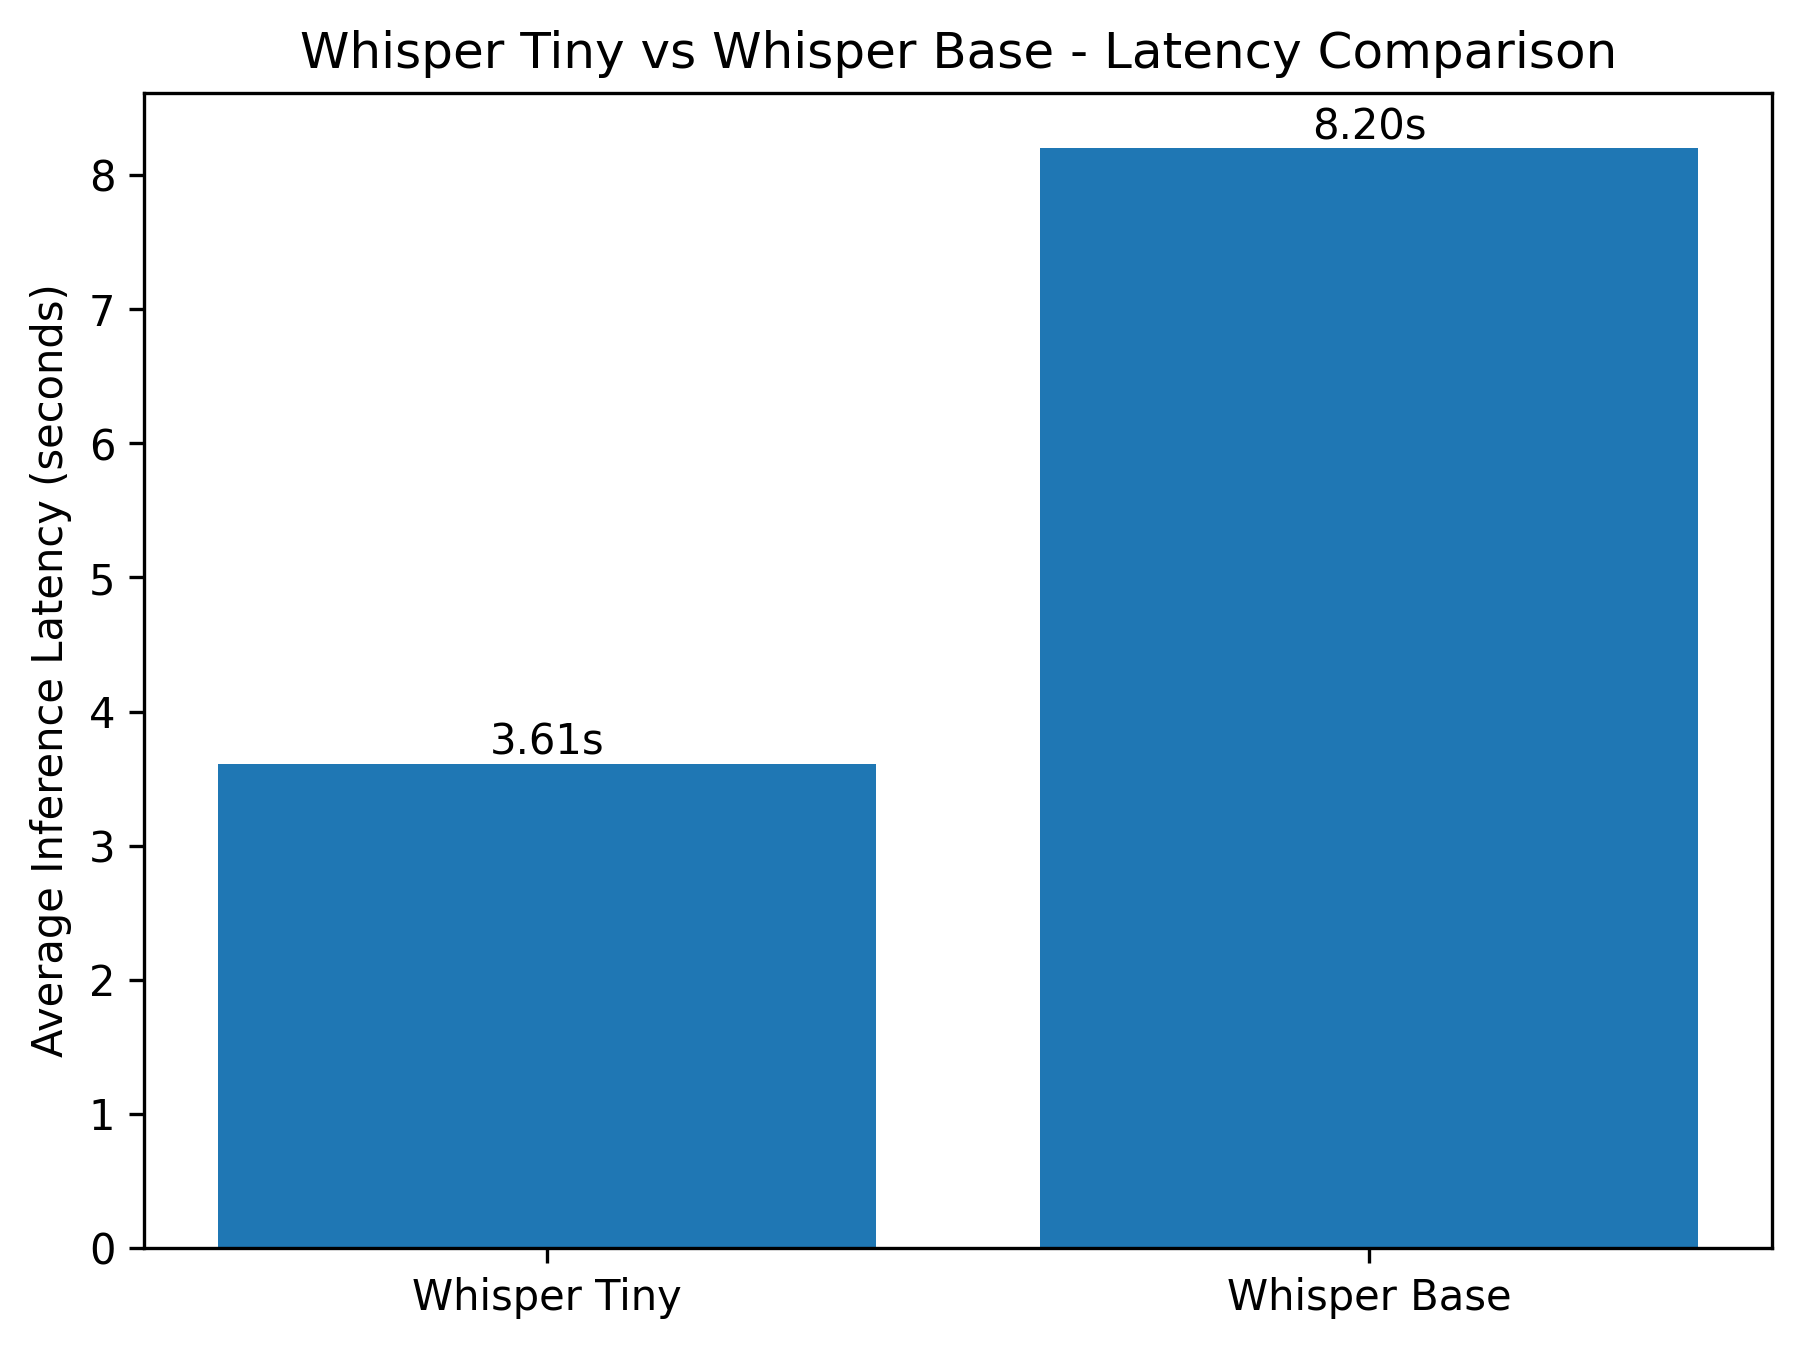 Whisper Tiny vs Whisper Base - Latency Comparison
Average Inference Latency (seconds)
8
7
6
5
4
3
2
1
0
3.61s
8.20s
Whisper Tiny
Whisper Base